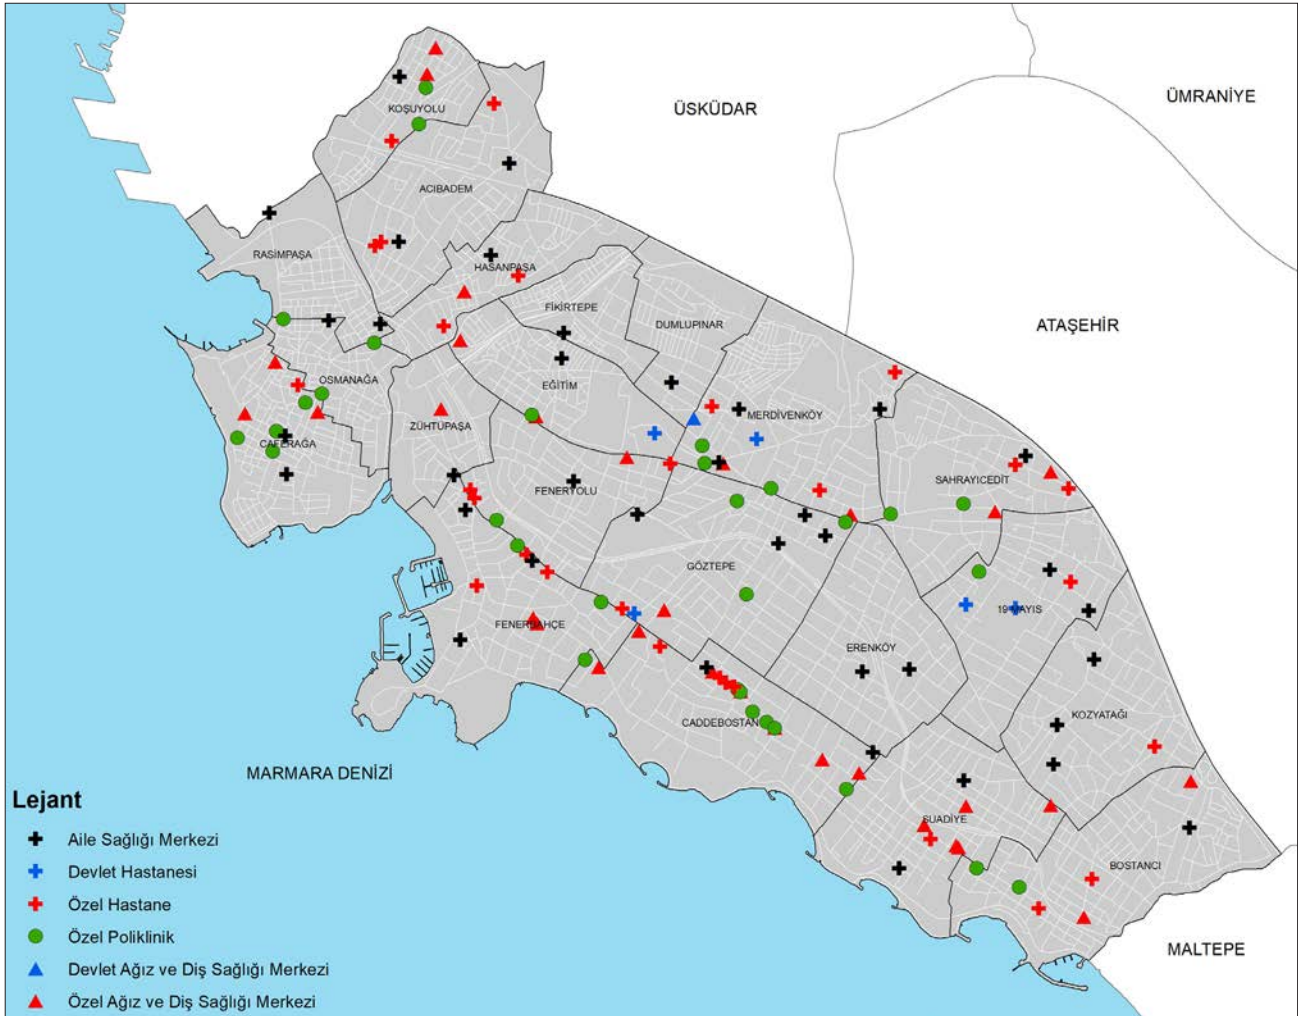 ÜMRANİYE
ÜSKÜDAR
KOŞUYOLU
ACIBADEM
RASİMPAŞA
HASANPAŞA
FİKİRTEPE
DUMLUPINAR
ATAŞEHİR
OSMANAĞA
EĞİTİM
MERDİVENKÖY
ZÜHTÜPAŞA
CAFERAĞA
SAHRAYICEDİT
FENERYOLU
GÖZTEPE
19 MAYIS
FENERBAHÇE
ERENKÖY
KOZYATAĞI
CADDEBOSTAN
MARMARA DENİZİ
SUADİYE
BOSTANCI
MALTEPE
Lejant
Aile Sağlığı Merkezi
Devlet Hastanesi
Özel Hastane
Özel Poliklinik
Devlet Ağız ve Diş Sağlığı Merkezi
Özel Ağız ve Diş Sağlığı Merkezi